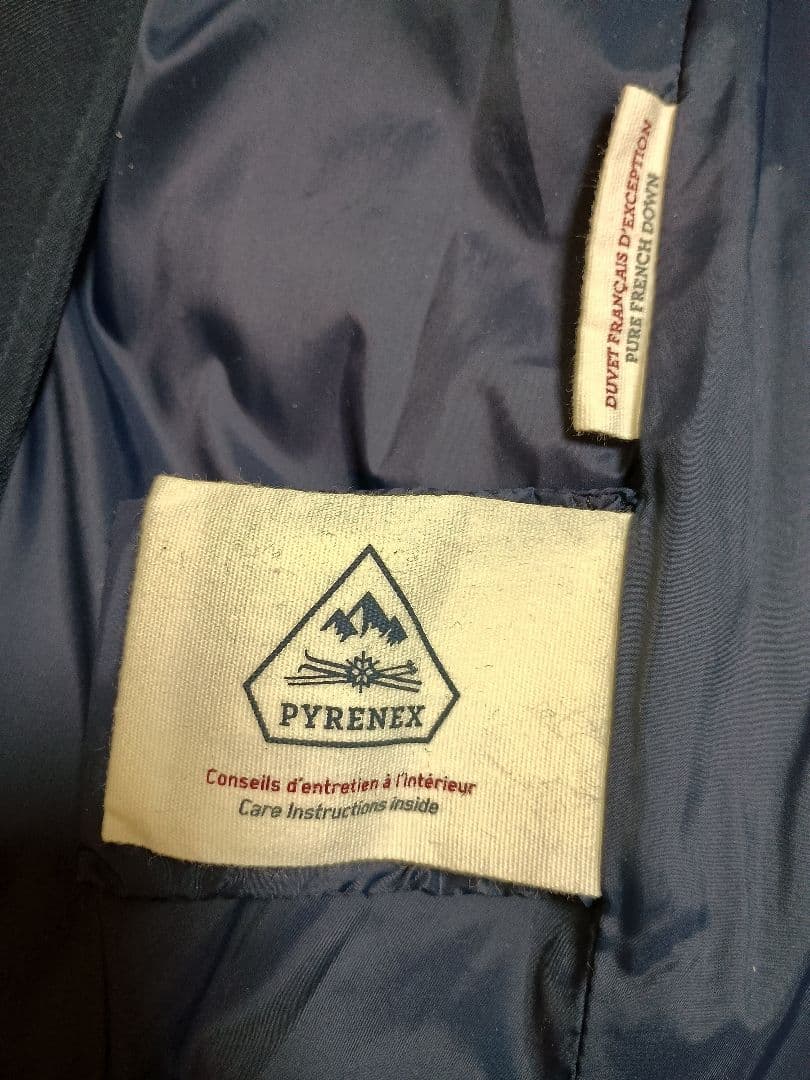 DUVET FRANÇAIS D'EXCEPTION
PURE FRENCH DOWN
PYRENEX
Conseils d'entretien à l'intérieur
Care Instructions inside